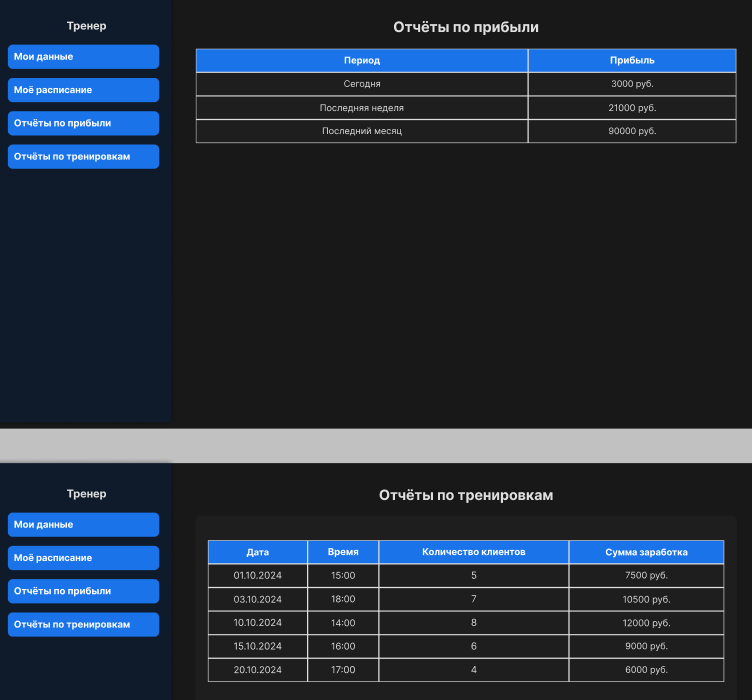 Тренер
Мои данные
Моё расписание
Отчёты по прибыли
Отчёты по тренировкам
Отчёты по прибыли
Период Прибыль
Сегодня 3000 руб.
Последняя неделя 21000 руб.
Последний месяц 90000 руб.
Тренер
Мои данные
Моё расписание
Отчёты по прибыли
Отчёты по тренировкам
Отчёты по тренировкам
Дата Время Количество клиентов Сумма заработка
01.10.2024 15:00 5 7500 руб.
03.10.2024 18:00 7 10500 руб.
10.10.2024 14:00 8 12000 руб.
15.10.2024 16:00 6 9000 руб.
20.10.2024 17:00 4 6000 руб.